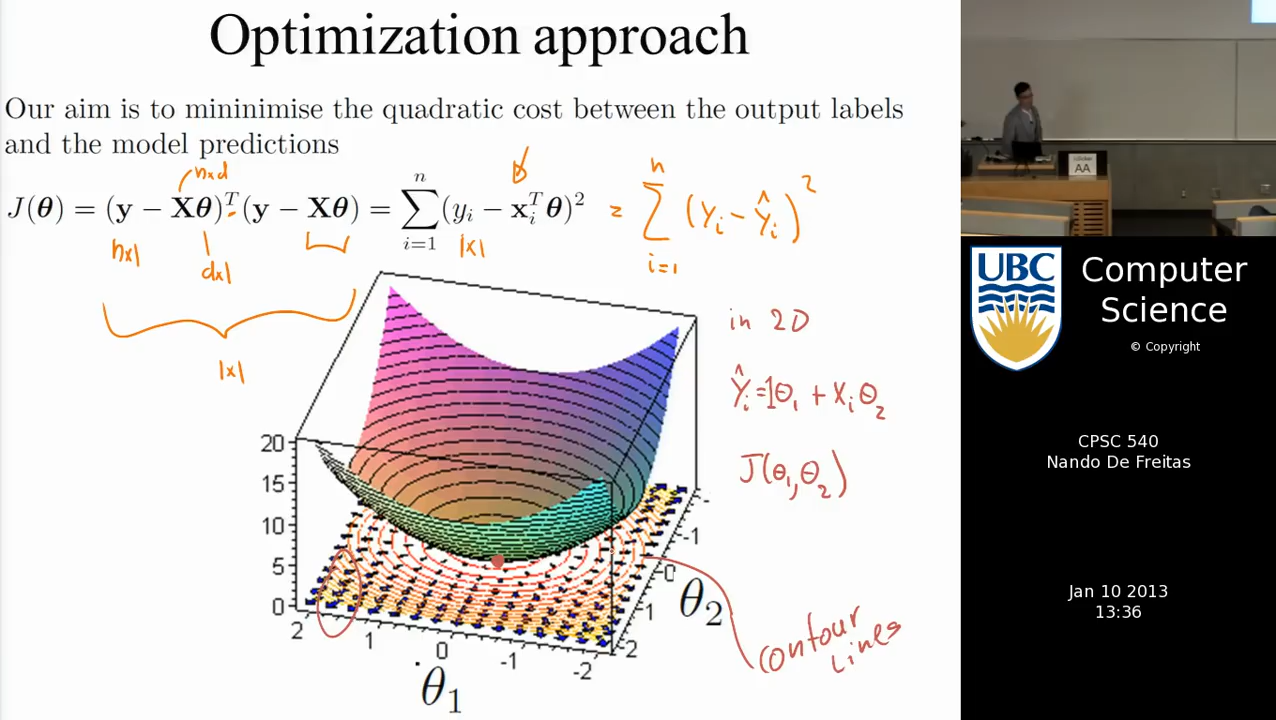 Optimization approach
Our aim is to mininimise the quadratic cost between the output labels
and the model predictions
nxd
n
J(θ) = (y − Xθ)ᵀ(y − Xθ) = Σ (yᵢ − xᵢᵀθ)² = Σ (Yᵢ − Ŷᵢ)²
n
i=1
i=1
nx1
dx1
1x1
1x1
in 2D
Ŷᵢ = 1θ₁ + Xᵢθ₂
J(θ₁, θ₂)
contour
Lines
20
15
10
5
0
2
1
0
-1
-2
θ₁
-1
0
1
2
θ₂
AA
UBC
Computer
Science
© Copyright
CPSC 540
Nando De Freitas
Jan 10 2013
13:36